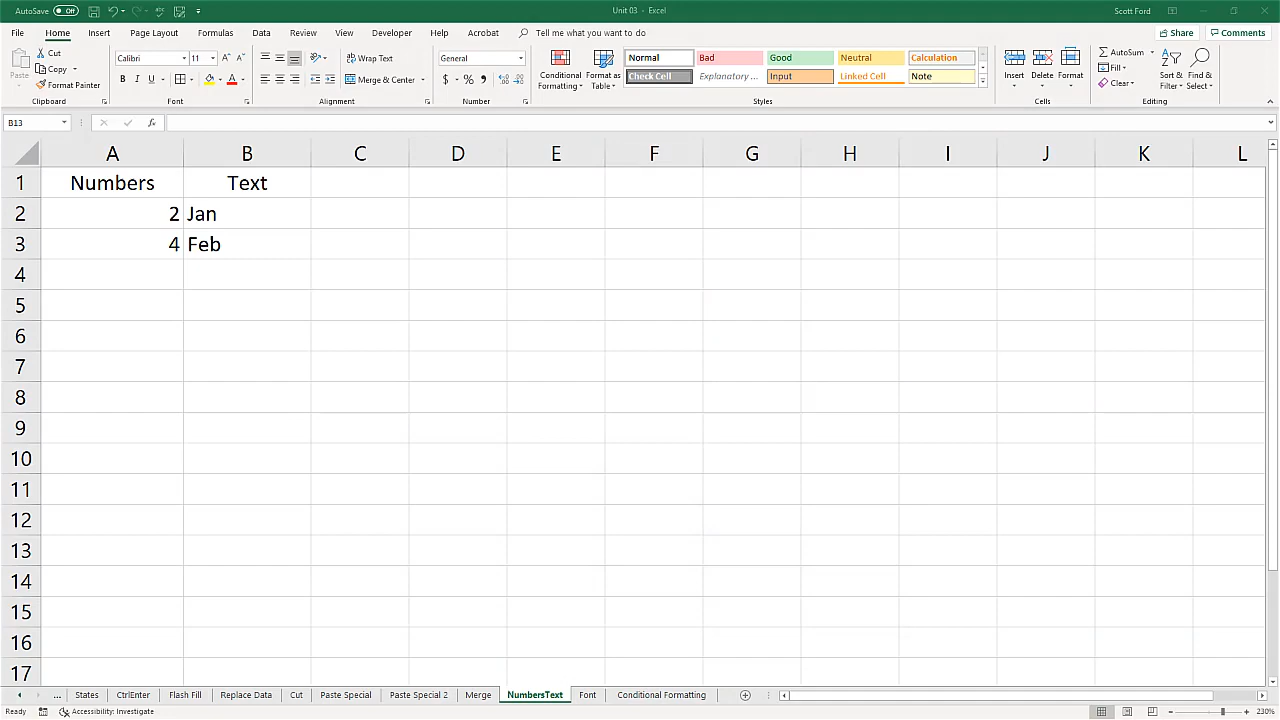 AutoSave Off Unit 03 - Excel Scott Ford
File Home Insert Page Layout Formulas Data Review View Developer Help Acrobat Tell me what you want to do Share Comments
Paste
Cut
Copy
Format Painter
Clipboard
Calibri 11
B I U
Font
Wrap Text
Merge & Center
Alignment
General
$ %
Number
Conditional Formatting
Format as Table
Normal Bad Good Neutral Calculation
Check Cell Explanatory ... Input Linked Cell Note
Styles
Insert Delete Format
Cells
AutoSum
Fill
Clear
Sort & Filter
Find & Select
Editing
B13 fx
A B C D E F G H I J K L
1 Numbers Text
2 2 Jan
3 4 Feb
4
5
6
7
8
9
10
11
12
13
14
15
16
17
... States CtrlEnter Flash Fill Replace Data Cut Paste Special Paste Special 2 Merge NumbersText Font Conditional Formatting
Ready Accessibility: Investigate 230%